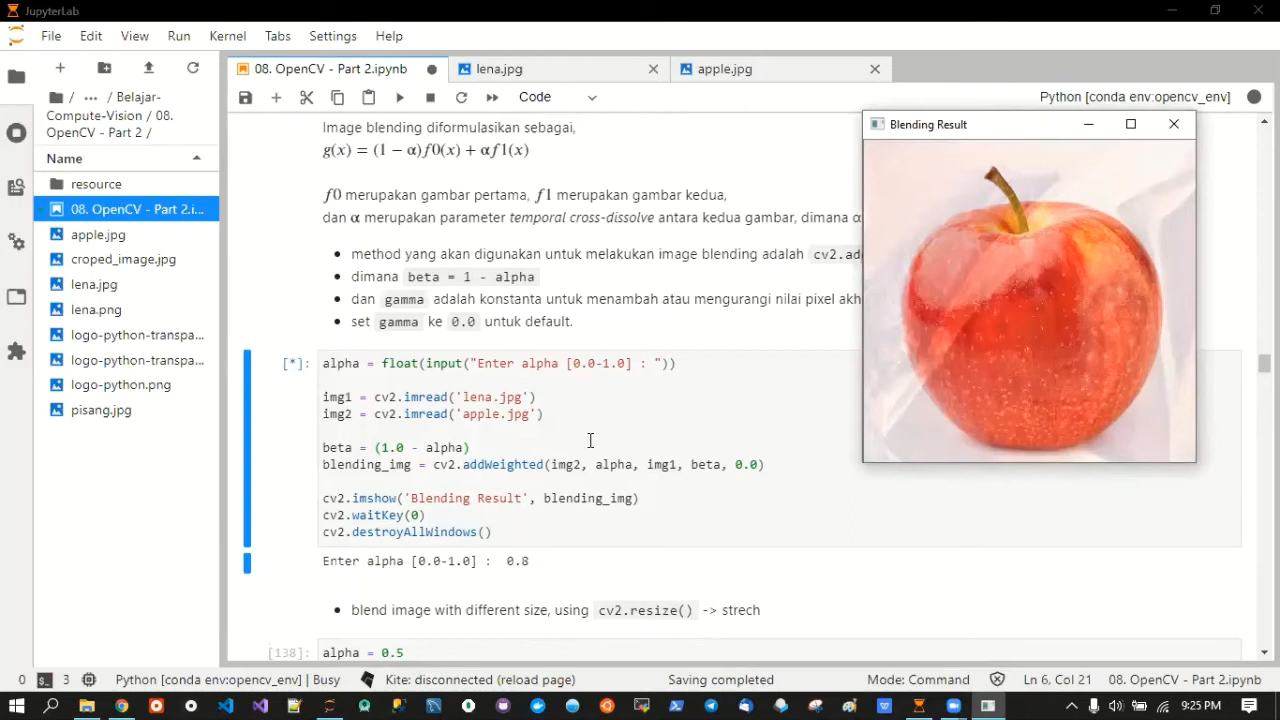 JupyterLab
File Edit View Run Kernel Tabs Settings Help
08. OpenCV - Part 2.ipynb
lena.jpg
apple.jpg
/ ... / Belajar-
Compute-Vision / 08.
OpenCV - Part 2 /
Name
resource
08. OpenCV - Part 2.i...
apple.jpg
croped_image.jpg
lena.jpg
lena.png
logo-python-transpa...
logo-python-transpa...
logo-python.png
pisang.jpg
Code
Python [conda env:opencv_env]
Image blending diformulasikan sebagai,
g(x) = (1 − α)f0(x) + αf1(x)
f0 merupakan gambar pertama, f1 merupakan gambar kedua,
dan α merupakan parameter temporal cross-dissolve antara kedua gambar, dimana α
• method yang akan digunakan untuk melakukan image blending adalah cv2.ad
• dimana beta = 1 - alpha
• dan gamma adalah konstanta untuk menambah atau mengurangi nilai pixel akh
• set gamma ke 0.0 untuk default.
[*]: alpha = float(input("Enter alpha [0.0-1.0] : "))
img1 = cv2.imread('lena.jpg')
img2 = cv2.imread('apple.jpg')
beta = (1.0 - alpha)
blending_img = cv2.addWeighted(img2, alpha, img1, beta, 0.0)
cv2.imshow('Blending Result', blending_img)
cv2.waitKey(0)
cv2.destroyAllWindows()
Enter alpha [0.0-1.0] : 0.8
• blend image with different size, using cv2.resize() -> strech
[138]: alpha = 0.5
Blending Result
0 3 Python [conda env:opencv_env] | Busy Kite: disconnected (reload page) Saving completed Mode: Command Ln 6, Col 21 08. OpenCV - Part 2.ipynb
9:25 PM